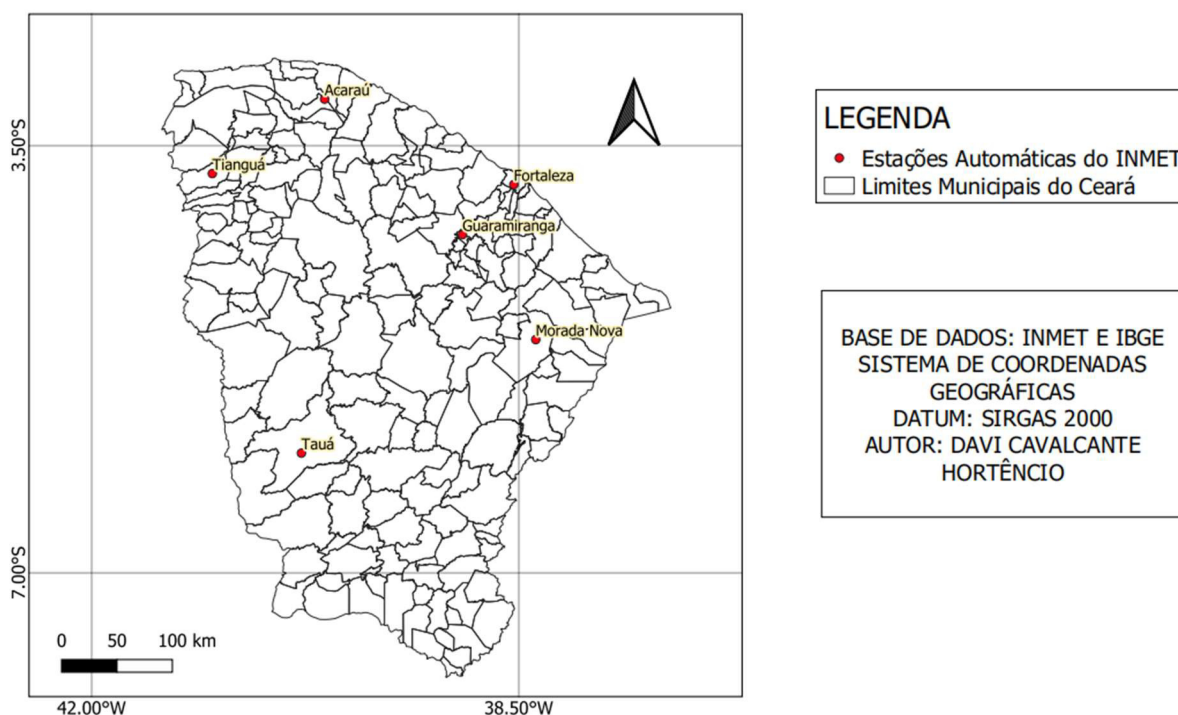 Acaraú
3.50°S
Tianguá
Fortaleza
Guaramiranga
Morada Nova
Tauá
7.00°S
0 50 100 km
42.00°W
38.50°W
LEGENDA
Estações Automáticas do INMET
Limites Municipais do Ceará
BASE DE DADOS: INMET E IBGE
SISTEMA DE COORDENADAS
GEOGRÁFICAS
DATUM: SIRGAS 2000
AUTOR: DAVI CAVALCANTE
HORTÊNCIO